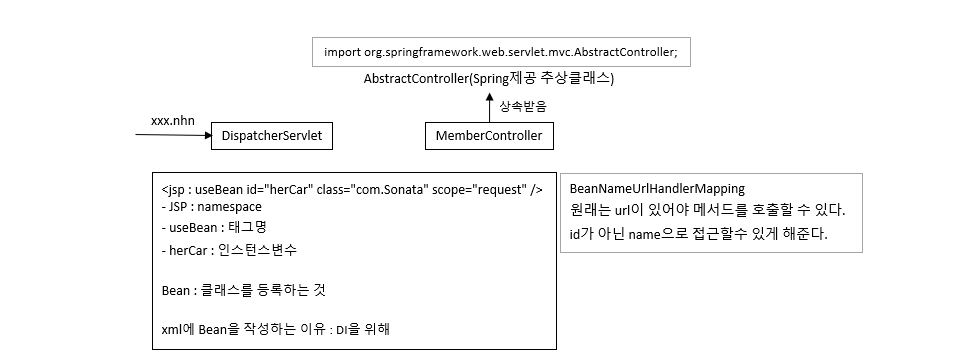 import org.springframework.web.servlet.mvc.AbstractController;
AbstractController(Spring제공 추상클래스)
상속받음
xxx.nhn
DispatcherServlet
MemberController
<jsp : useBean id="herCar" class="com.Sonata" scope="request" />
- JSP : namespace
- useBean : 태그명
- herCar : 인스턴스변수
Bean : 클래스를 등록하는 것
xml에 Bean을 작성하는 이유 : DI을 위해
BeanNameUrlHandlerMapping
원래는 url이 있어야 메서드를 호출할 수 있다.
id가 아닌 name으로 접근할수 있게 해준다.